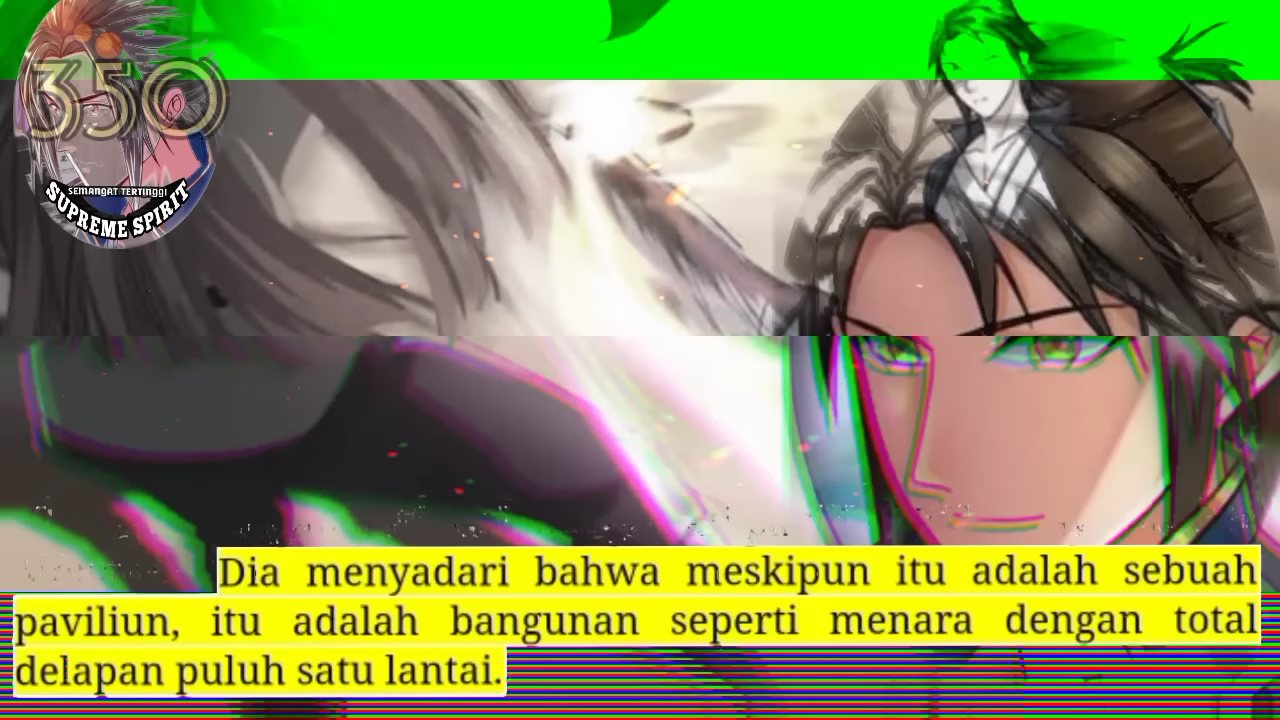 350
SEMANGAT TERTINGGI
SUPREME SPIRIT
Dia menyadari bahwa meskipun itu adalah sebuah
paviliun, itu adalah bangunan seperti menara dengan total
delapan puluh satu lantai.